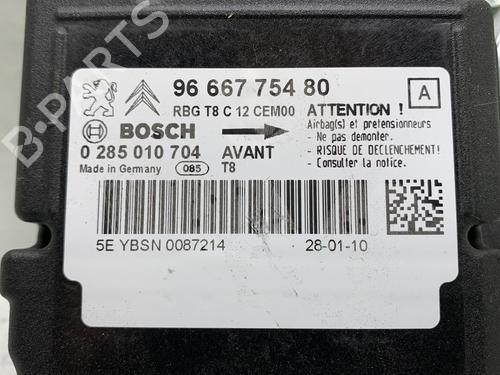 96 667 754 80
RBG T8 C 12 CEM00
ATTENTION !
A
BOSCH
Airbag(s) et pretensionneurs
- Ne pas demonter.
0 285 010 704 AVANT
- RISQUE DE DECLENCHEMENT!
Made in Germany 085 T8
- Consulter la notice.
5E YBSN 0087214 28-01-10
B-PARTS